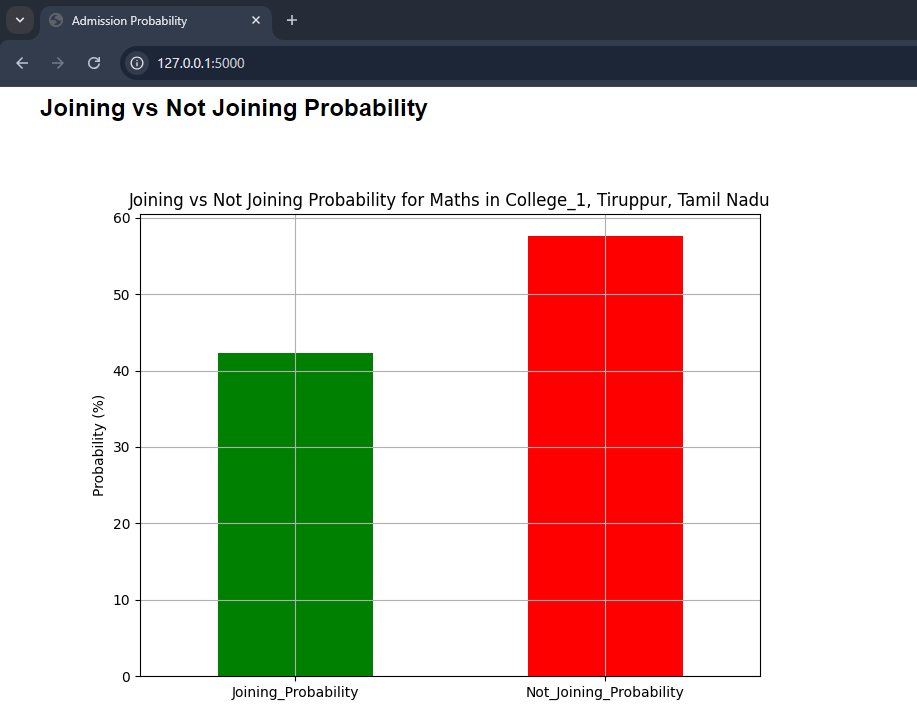 Admission Probability
127.0.0.1:5000
Joining vs Not Joining Probability
Joining vs Not Joining Probability for Maths in College_1, Tiruppur, Tamil Nadu
60
50
40
30
20
10
0
Probability (%)
Joining_Probability
Not_Joining_Probability